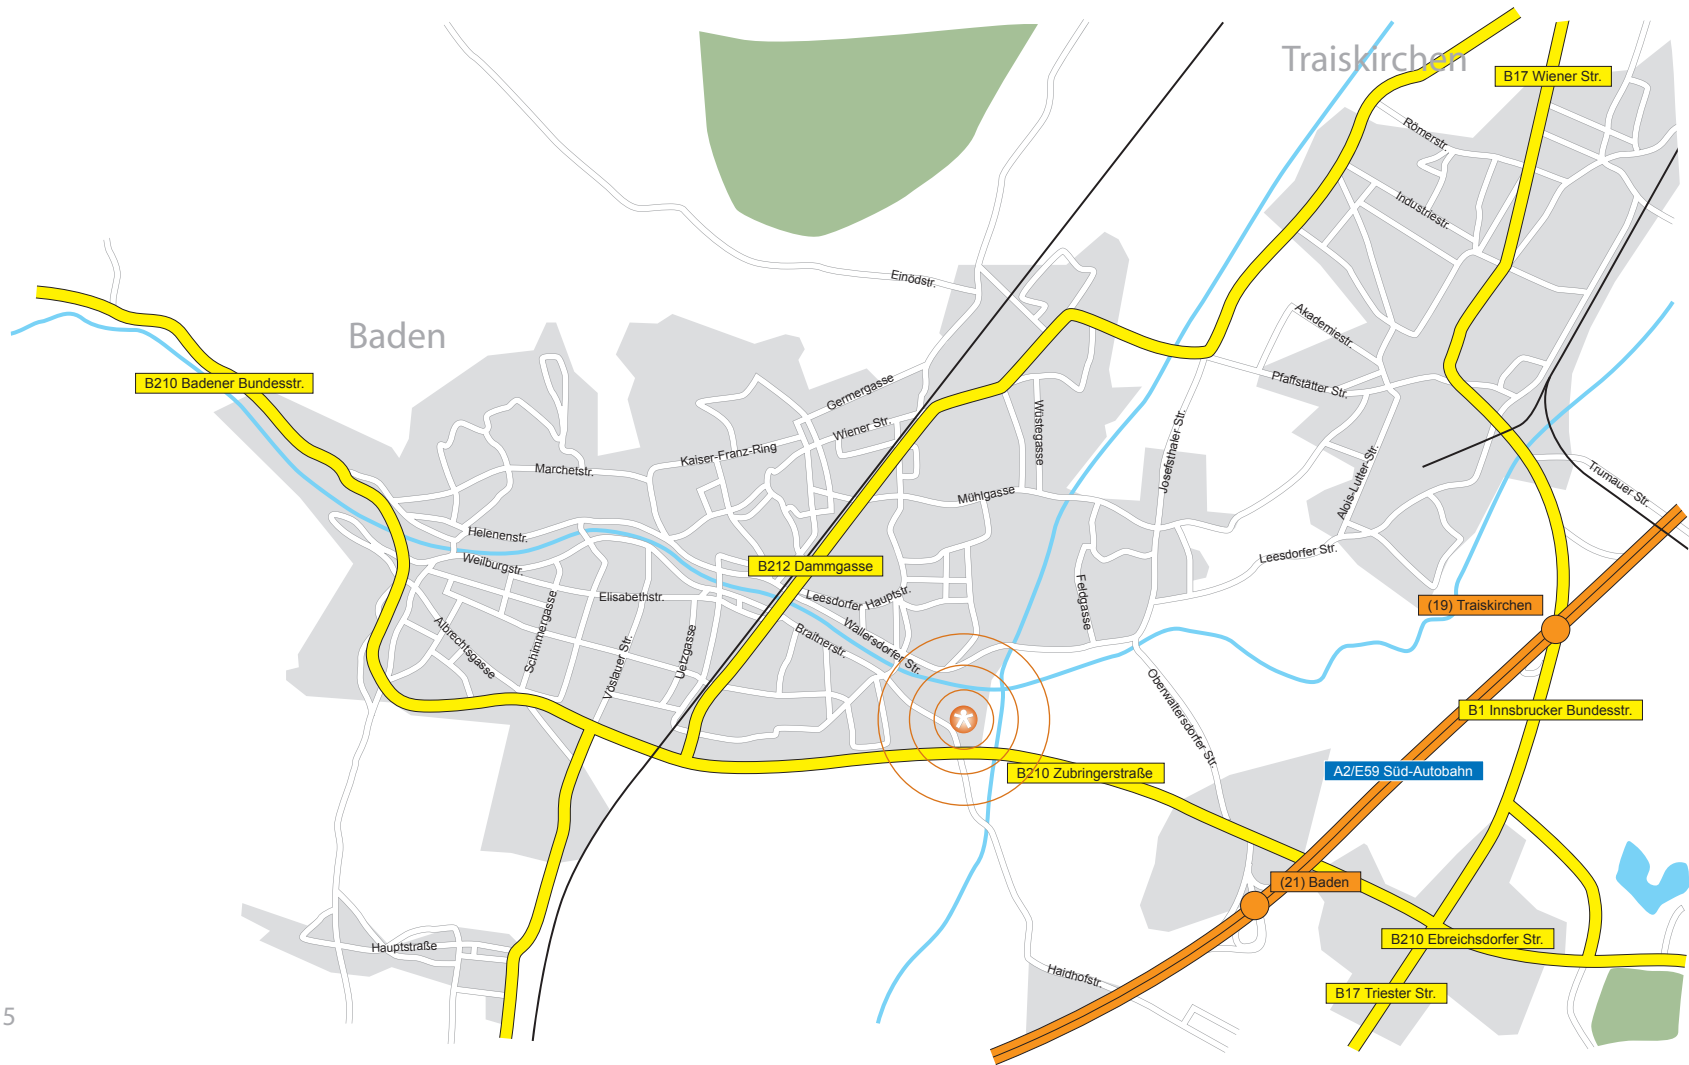 Traiskirchen
B17 Wiener Str.
Römerstr.
Industriestr.
Einödstr.
Baden
Akademiestr.
B210 Badener Bundesstr.
Germergasse
Pfaffstätter Str.
Wiener Str.
Wüstegasse
Josefsthaler Str.
Kaiser-Franz-Ring
Marchetstr.
Mühlgasse
Alois-Lutter-Str.
Trumauer Str.
Helenenstr.
Weilburgstr.
B212 Dammgasse
Leesdorfer Str.
Elisabethstr.
Leesdorfer Hauptstr.
Feldgasse
(19) Traiskirchen
Albrechtsgasse
Schimmergasse
Vöslauer Str.
Uetzgasse
Braitnerstr.
Wallersdorfer Str.
Oberwaltersdorfer Str.
B1 Innsbrucker Bundesstr.
B210 Zubringerstraße
A2/E59 Süd-Autobahn
(21) Baden
Hauptstraße
B210 Ebreichsdorfer Str.
Haidhofstr.
B17 Triester Str.
5